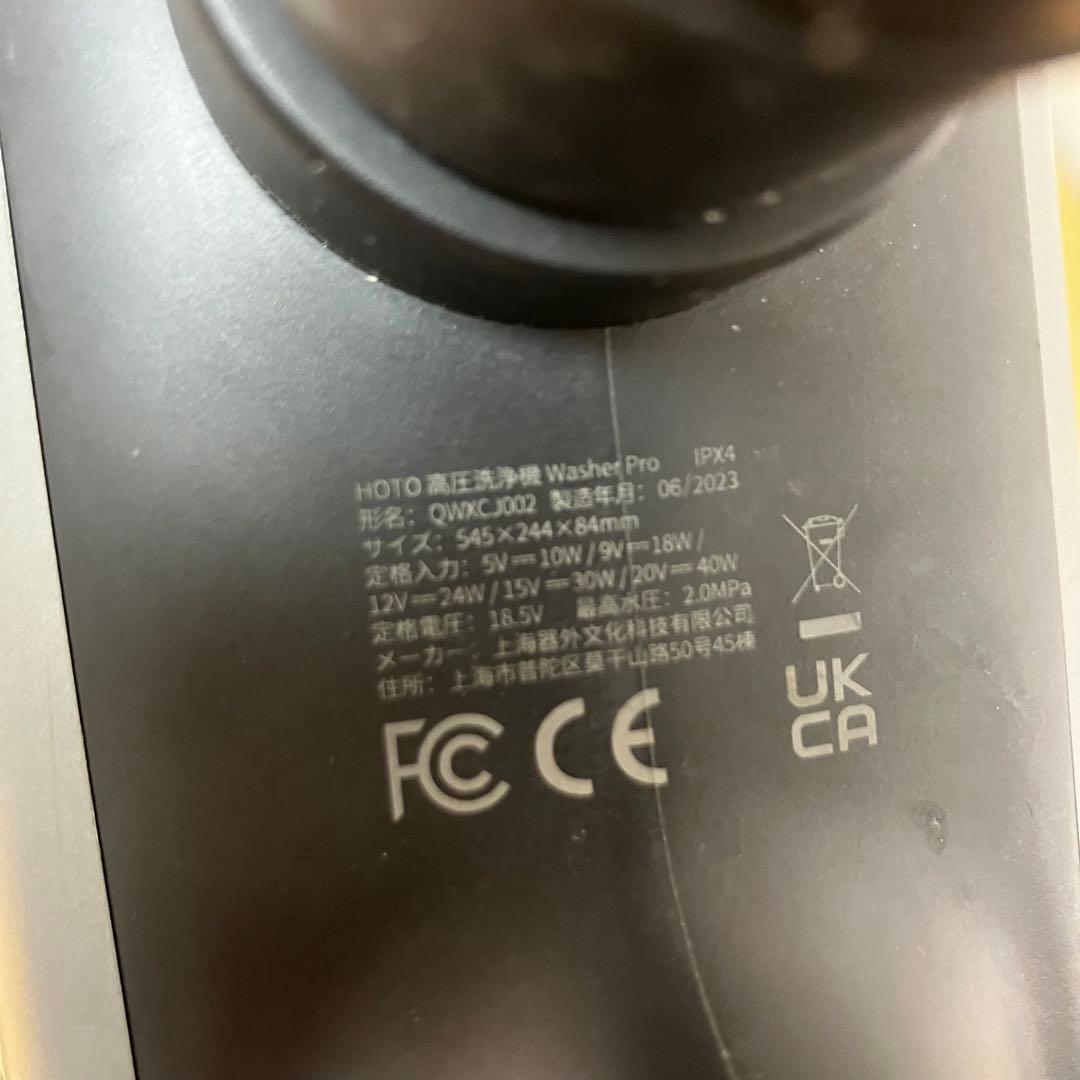 HOTO 高圧洗浄機 Washer Pro IPX4
形名: QWXCJ002 製造年月: 06/2023
サイズ: 545×244×84mm
定格入力: 5V⎓10W / 9V⎓18W /
12V⎓24W / 15V⎓30W / 20V⎓40W
定格電圧: 18.5V 最高水圧: 2.0MPa
メーカー: 上海器外文化科技有限公司
住所: 上海市普陀区莫干山路50号45棟
FC CE
UK
CA